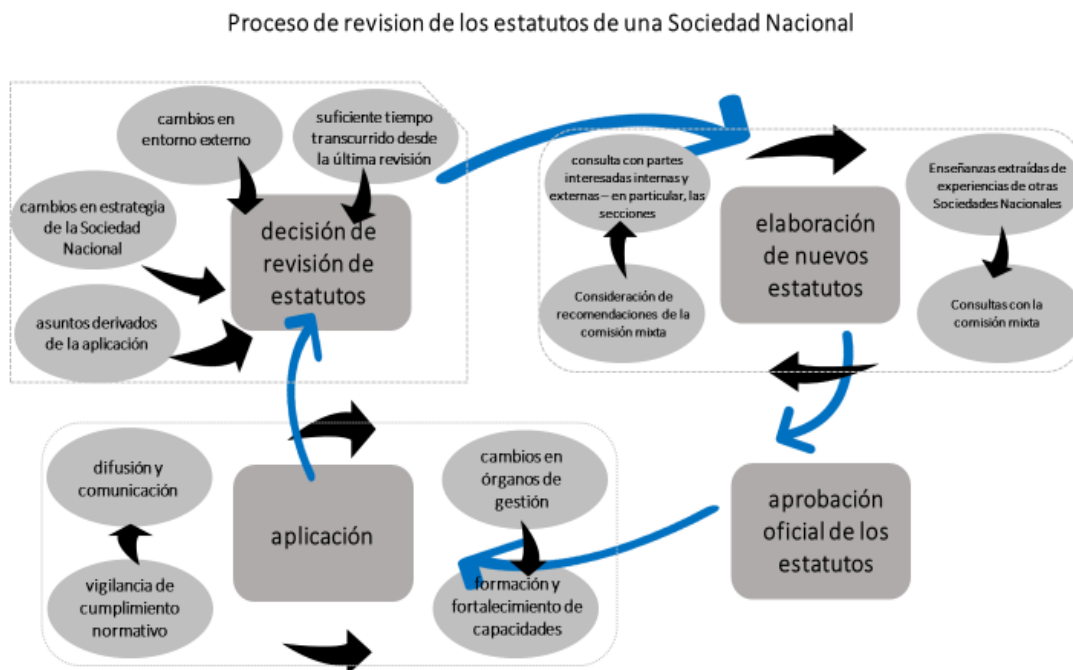 Proceso de revision de los estatutos de una Sociedad Nacional
cambios en
entorno externo
suficiente tiempo
transcurrido desde
la última revisión
cambios en estrategia
de la Sociedad
Nacional
asuntos derivados
de la aplicación
decisión de
revisión de
estatutos
consulta con partes
interesadas internas y
externas – en particular, las
secciones
Consideración de
recomendaciones de la
comisión mixta
elaboración
de nuevos
estatutos
Enseñanzas extraídas de
experiencias de otras
Sociedades Nacionales
Consultas con la
comisión mixta
difusión y
comunicación
vigilancia de
cumplimiento
normativo
aplicación
cambios en
órganos de
gestión
formación y
fortalecimiento de
capacidades
aprobación
oficial de los
estatutos